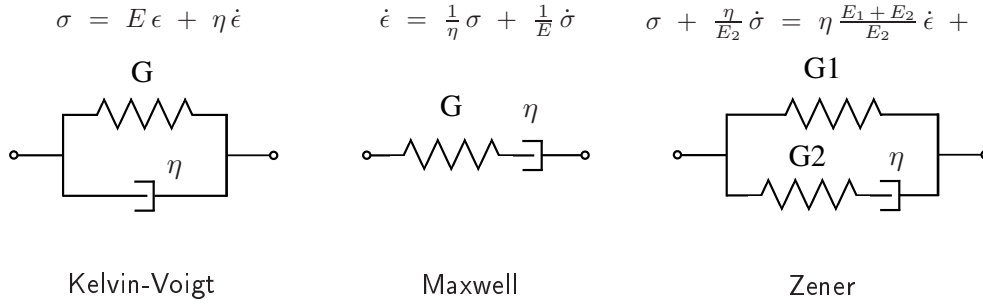 σ = E ϵ + η ϵ̇
ϵ̇ = 1/η σ + 1/E σ̇
σ + η/E₂ σ̇ = η (E₁+E₂)/E₂ ϵ̇ +
G
η
G
η
G1
G2
η
Kelvin-Voigt
Maxwell
Zener